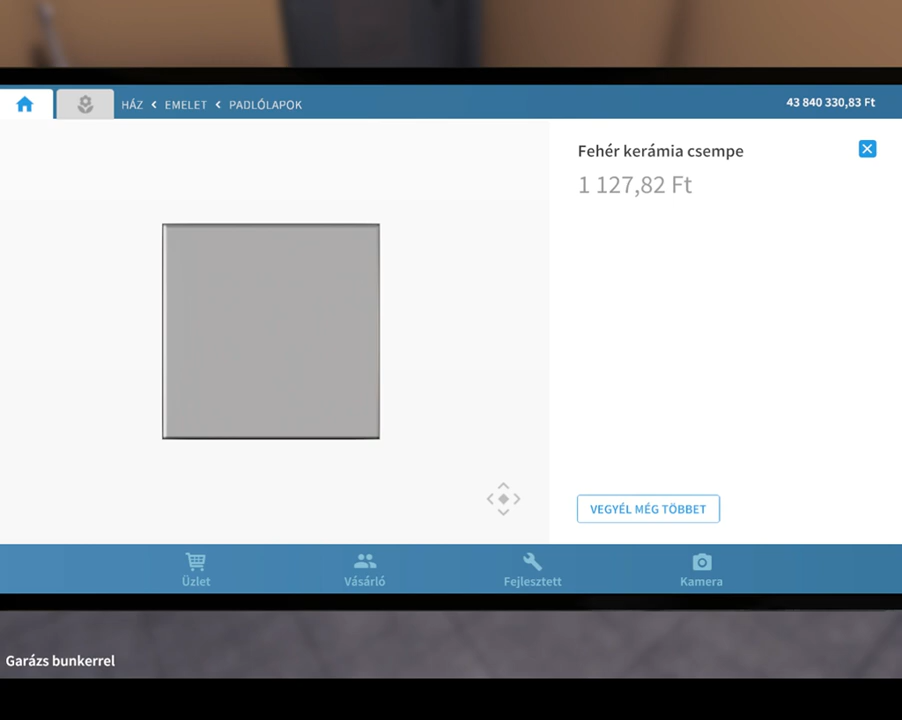 HÁZ < EMELET < PADLÓLAPOK
43 840 330,83 Ft
Fehér kerámia csempe
1 127,82 Ft
VEGYÉL MÉG TÖBBET
Üzlet
Vásárló
Fejlesztett
Kamera
Garázs bunkerrel